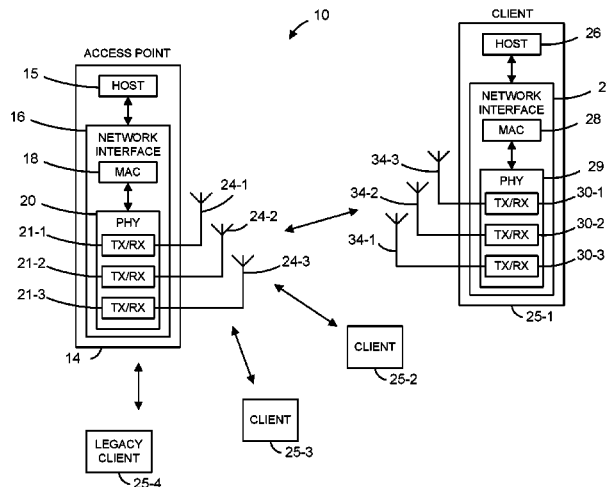 10
ACCESS POINT
15
HOST
16
NETWORK
INTERFACE
18
MAC
20
PHY
21-1
TX/RX
21-2
TX/RX
21-3
TX/RX
14
24-1
24-2
24-3
CLIENT
HOST
26
NETWORK
INTERFACE
2
MAC
28
PHY
29
34-3
TX/RX
30-1
34-2
TX/RX
30-2
34-1
TX/RX
30-3
25-1
CLIENT
25-2
CLIENT
25-3
LEGACY
CLIENT
25-4